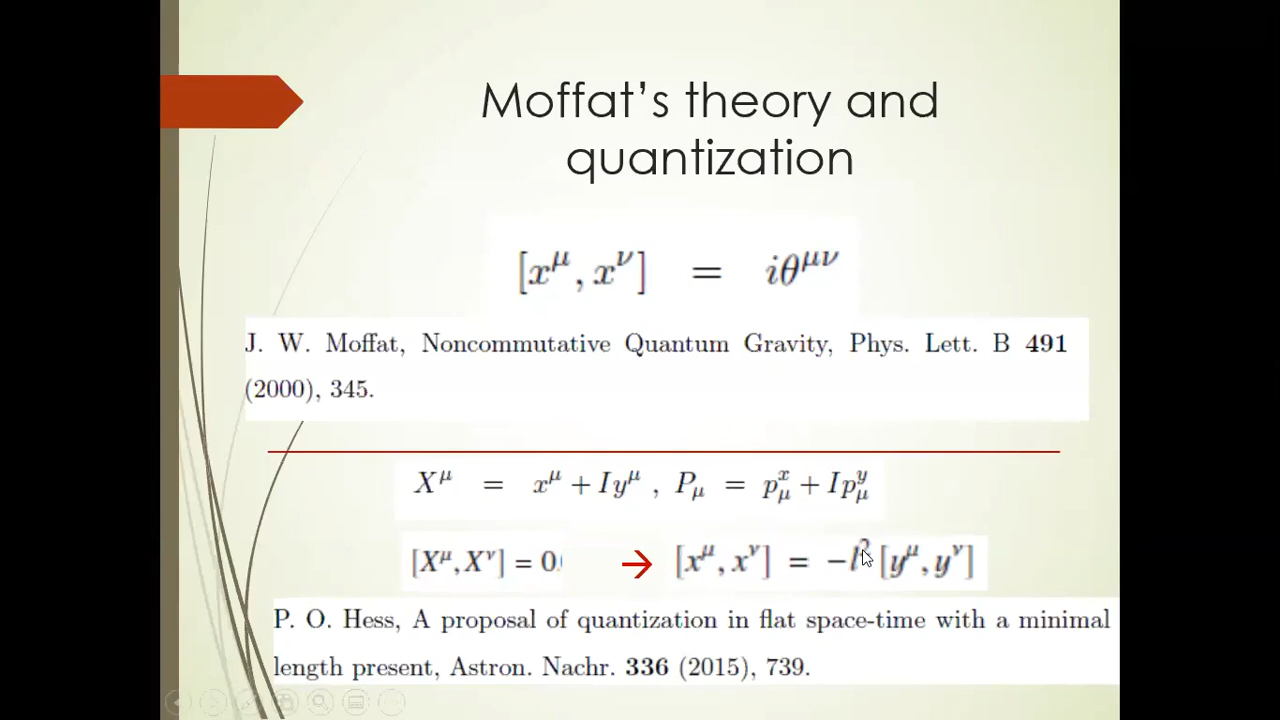 Moffat's theory and
quantization
[x^μ, x^ν] = iθ^μν
J. W. Moffat, Noncommutative Quantum Gravity, Phys. Lett. B 491
(2000), 345.
X^μ = x^μ + Iy^μ , P_μ = p^x_μ + Ip^y_μ
[X^μ, X^ν] = 0 → [x^μ, x^ν] = −l^2 [y^μ, y^ν]
P. O. Hess, A proposal of quantization in flat space-time with a minimal
length present, Astron. Nachr. 336 (2015), 739.